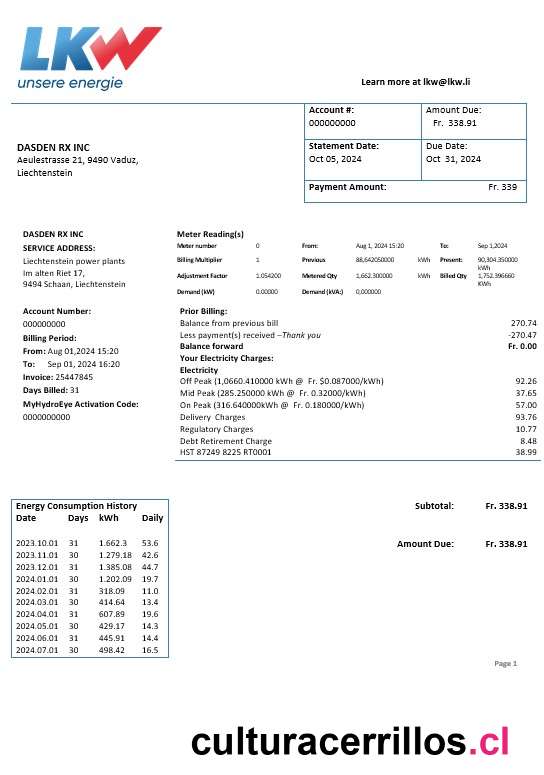 LKW
unsere energie
Learn more at lkw@lkw.li
Account #:
000000000
Amount Due:
Fr. 338.91
DASDEN RX INC
Aeulestrasse 21, 9490 Vaduz,
Liechtenstein
Statement Date:
Oct 05, 2024
Due Date:
Oct 31, 2024
Payment Amount: Fr. 339
DASDEN RX INC
SERVICE ADDRESS:
Liechtenstein power plants
Im alten Riet 17,
9494 Schaan, Liechtenstein
Meter Reading(s)
Meter number 0 From: Aug 1, 2024 15:20 To: Sep 1,2024
Billing Multiplier 1 Previous 88,642050000 kWh Present: 90,304.350000
kWh
Adjustment Factor 1.054200 Metered Qty 1,662.300000 kWh Billed Qty 1,752.396660
KWh
Demand (kW) 0.00000 Demand (kVA:) 0,000000
Account Number:
000000000
Billing Period:
From: Aug 01,2024 15:20
To: Sep 01, 2024 16:20
Invoice: 25447845
Days Billed: 31
MyHydroEye Activation Code:
0000000000
Prior Billing:
Balance from previous bill 270.74
Less payment(s) received –Thank you -270.47
Balance forward Fr. 0.00
Your Electricity Charges:
Electricity
Off Peak (1,0660.410000 kWh @ Fr. $0.087000/kWh) 92.26
Mid Peak (285.250000 kWh @ Fr. 0.32000/kWh) 37.65
On Peak (316.640000kWh @ Fr. 0.180000/kWh) 57.00
Delivery Charges 93.76
Regulatory Charges 10.77
Debt Retirement Charge 8.48
HST 87249 8225 RT0001 38.99
Energy Consumption History
Date Days kWh Daily
2023.10.01 31 1.662.3 53.6
2023.11.01 30 1.279.18 42.6
2023.12.01 31 1.385.08 44.7
2024.01.01 30 1.202.09 19.7
2024.02.01 31 318.09 11.0
2024.03.01 30 414.64 13.4
2024.04.01 31 607.89 19.6
2024.05.01 30 429.17 14.3
2024.06.01 31 445.91 14.4
2024.07.01 30 498.42 16.5
Subtotal: Fr. 338.91
Amount Due: Fr. 338.91
Page 1
culturacerrillos.cl